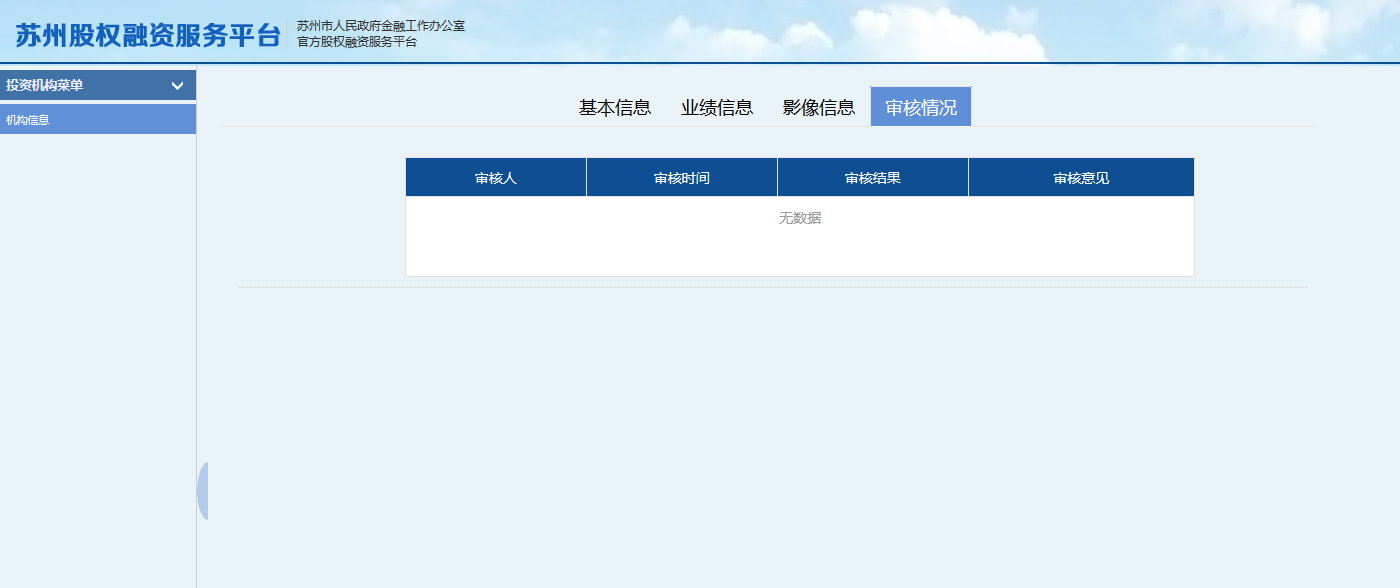 苏州股权融资服务平台
苏州市人民政府金融工作办公室
官方股权融资服务平台
投资机构菜单
机构信息
基本信息 业绩信息 影像信息 审核情况
审核人 审核时间 审核结果 审核意见
无数据